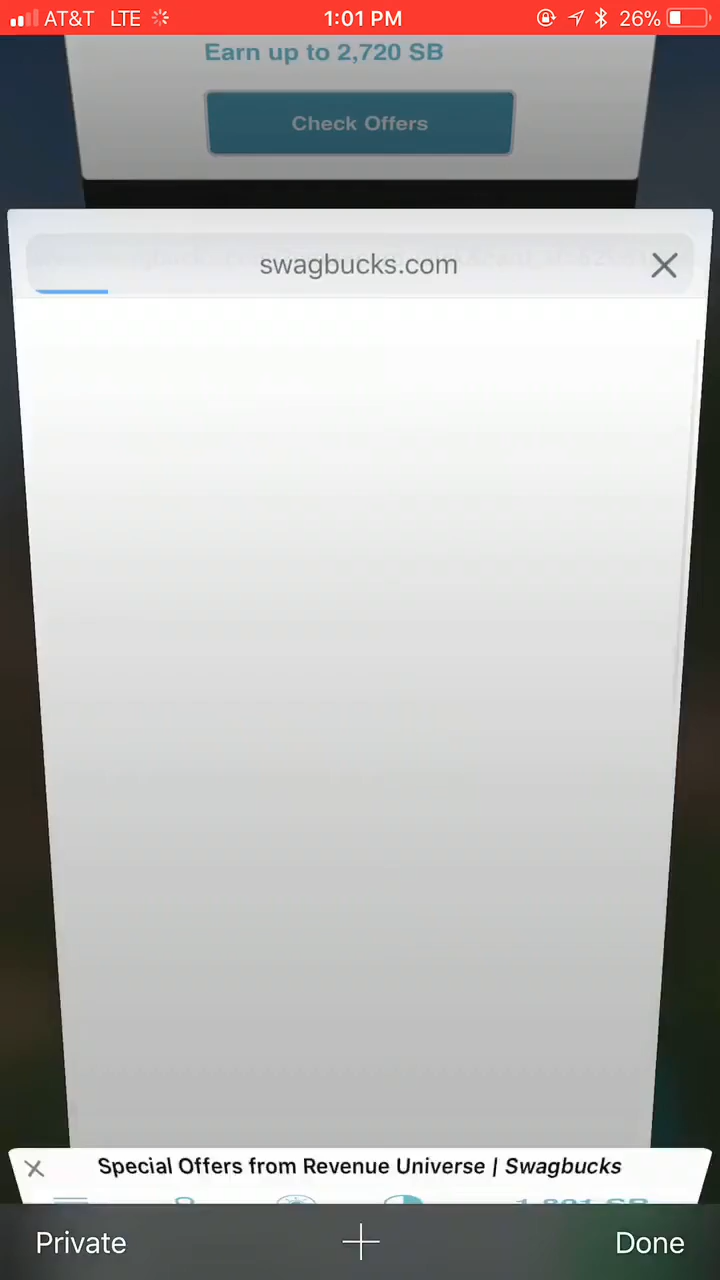 AT&T LTE 1:01 PM 26%
Earn up to 2,720 SB
Check Offers
swagbucks.com
Special Offers from Revenue Universe | Swagbucks
Private
Done